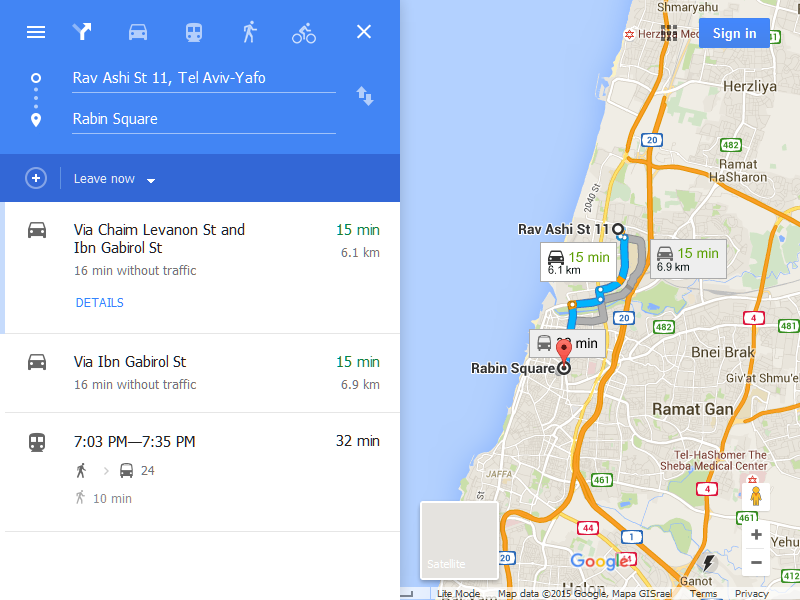 Rav Ashi St 11, Tel Aviv-Yafo
Rabin Square
Leave now
Via Chaim Levanon St and
Ibn Gabirol St
15 min
6.1 km
16 min without traffic
DETAILS
Via Ibn Gabirol St
15 min
16 min without traffic
6.9 km
7:03 PM—7:35 PM
32 min
24
10 min
Shmaryahu
Sign in
Herzliya
20
482
Ramat
HaSharon
2040 St
Rav Ashi St 11
15 min
6.1 km
15 min
6.9 km
20
482
4
481
min
Rabin Square
Bnei Brak
Giv'at Shmu'el
Ramat Gan
Tel-HaShomer The
Sheba Medical Center
JAFFA
461
4
461
44
1
20
Yehu
Satellite
Google
412
Ganot
Holon
Lite Mode
Map data ©2015 Google, Mapa GISrael
Terms
Privacy